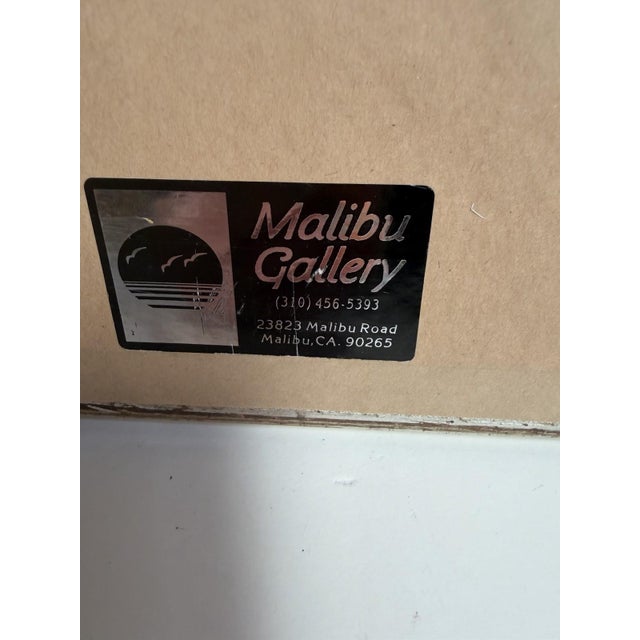 Malibu
Gallery
(310) 456-5393
23823 Malibu Road
Malibu, CA. 90265